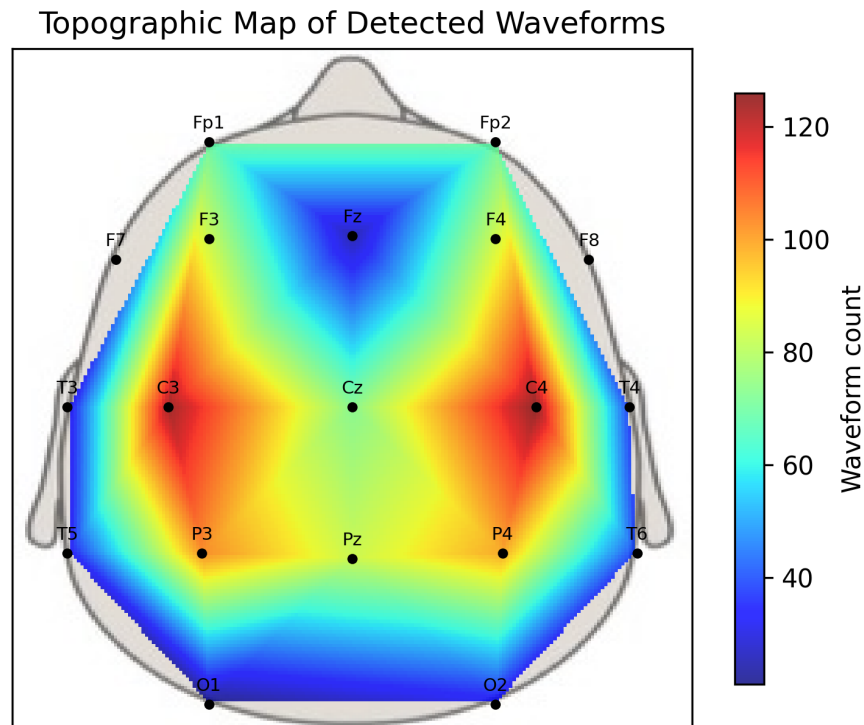 Topographic Map of Detected Waveforms
Fp1 Fp2
F3 Fz F4
F7 F8
T3 C3 Cz C4 T4
T5 P3 Pz P4 T6
O1 O2
120
100
80
60
40
Waveform count